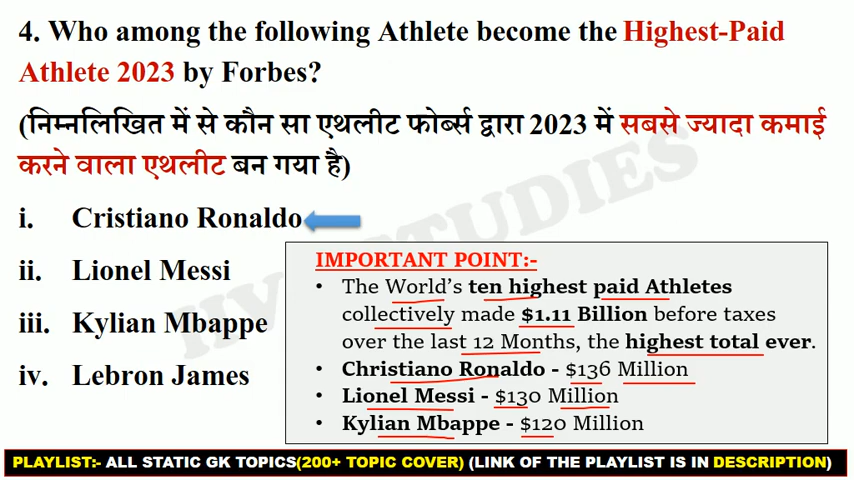 4. Who among the following Athlete become the Highest-Paid
Athlete 2023 by Forbes?
(निम्नलिखित में से कौन सा एथलीट फोर्ब्स द्वारा 2023 में सबसे ज्यादा कमाई
करने वाला एथलीट बन गया है)
i. Cristiano Ronaldo
ii. Lionel Messi
iii. Kylian Mbappe
iv. Lebron James
IMPORTANT POINT:-
• The World's ten highest paid Athletes
collectively made $1.11 Billion before taxes
over the last 12 Months, the highest total ever.
• Christiano Ronaldo - $136 Million
• Lionel Messi - $130 Million
• Kylian Mbappe - $120 Million
PLAYLIST:- ALL STATIC GK TOPICS(200+ TOPIC COVER) (LINK OF THE PLAYLIST IS IN DESCRIPTION)